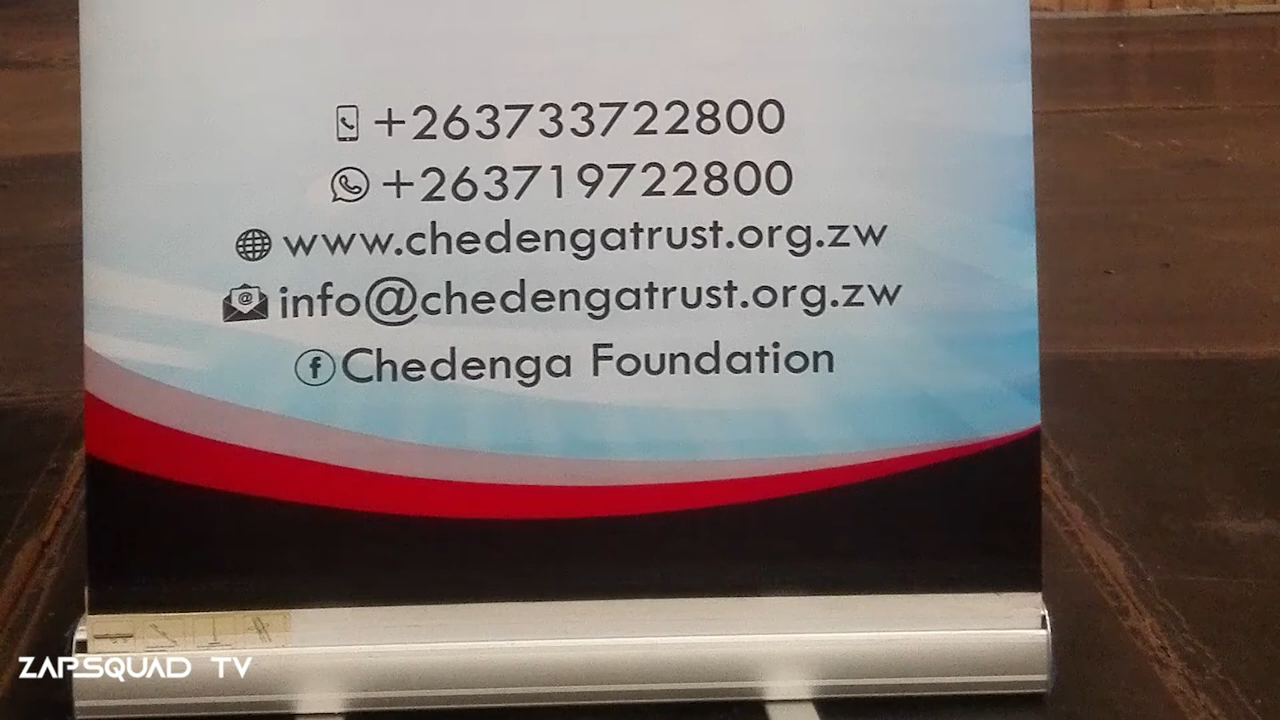 +263733722800
+263719722800
www.chedengatrust.org.zw
info@chedengatrust.org.zw
Chedenga Foundation
ZAPSQUAD TV